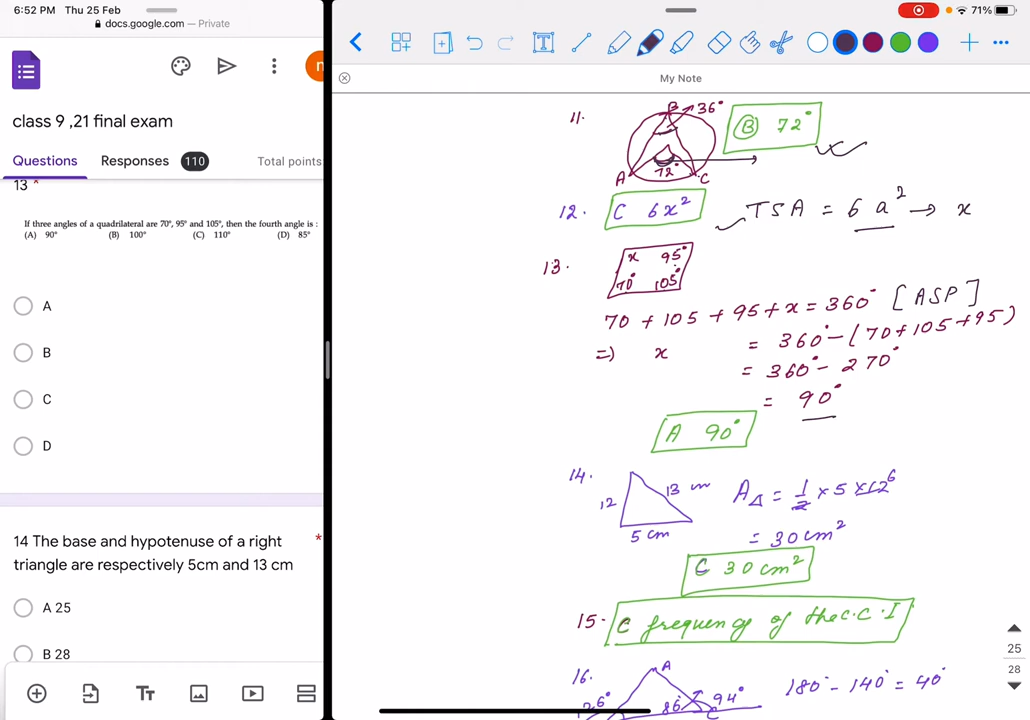 6:52 PM Thu 25 Feb
71%
docs.google.com — Private
My Note
class 9 ,21 final exam
Questions Responses 110 Total points
13 *
If three angles of a quadrilateral are 70°, 95° and 105°, then the fourth angle is :
(A) 90° (B) 100° (C) 110° (D) 85°
A
B
C
D
14 The base and hypotenuse of a right *
triangle are respectively 5cm and 13 cm
A 25
B 28
Tт
11.
B 36°
72°
A C
(B) 72°
12. C 6x² TSA = 6a² → x
13. x 95°
70° 105°
70 + 105 + 95 + x = 360° [ASP]
=> x = 360° - (70+105+95)
= 360° - 270°
= 90°
A 90°
14. 12 13 cm
5 cm
A△ = 1/2 × 5 × 12 6
= 30 cm²
C 30 cm²
15. C frequency of the C.C.I
16. A
86° 94°
C
180° - 140° = 40°
25
28